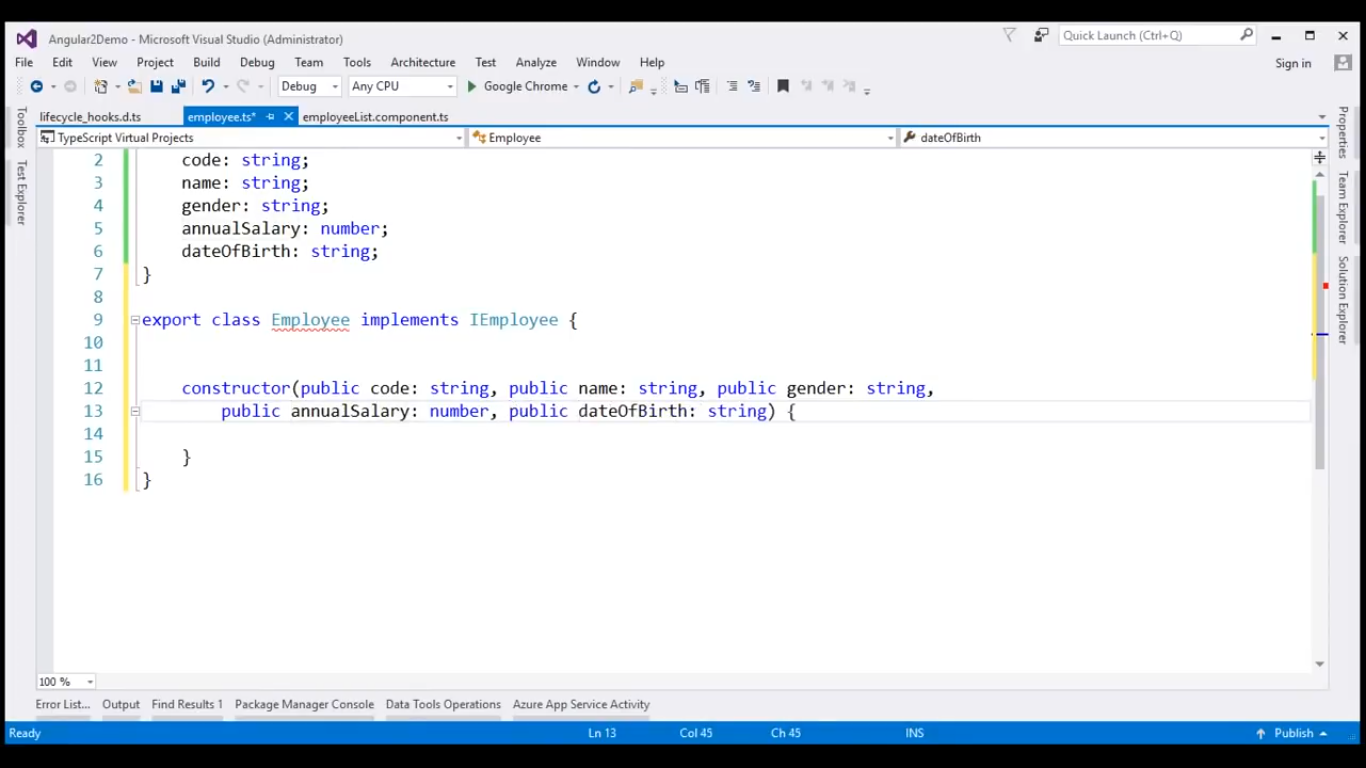 Angular2Demo - Microsoft Visual Studio (Administrator)
Quick Launch (Ctrl+Q)
File Edit View Project Build Debug Team Tools Architecture Test Analyze Window Help
Sign in
Debug Any CPU Google Chrome
Toolbox
Test Explorer
lifecycle_hooks.d.ts employee.ts* employeeList.component.ts
TypeScript Virtual Projects Employee dateOfBirth
2 code: string;
3 name: string;
4 gender: string;
5 annualSalary: number;
6 dateOfBirth: string;
7 }
8
9 export class Employee implements IEmployee {
10
11
12 constructor(public code: string, public name: string, public gender: string,
13 public annualSalary: number, public dateOfBirth: string) {
14
15 }
16 }
Properties
Team Explorer
Solution Explorer
100 %
Error List... Output Find Results 1 Package Manager Console Data Tools Operations Azure App Service Activity
Ready Ln 13 Col 45 Ch 45 INS Publish